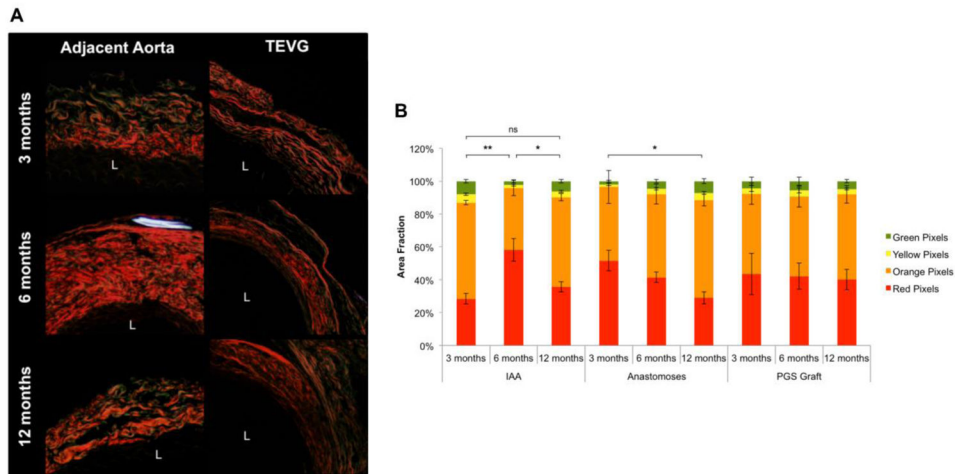 A
Adjacent Aorta TEVG
3 months
L
L
6 months
L
L
12 months
L
L
B
ns
** * *
120%
100%
80%
60%
40%
20%
0%
Area Fraction
3 months 6 months 12 months 3 months 6 months 12 months 3 months 6 months 12 months
IAA Anastomoses PGS Graft
Green Pixels
Yellow Pixels
Orange Pixels
Red Pixels